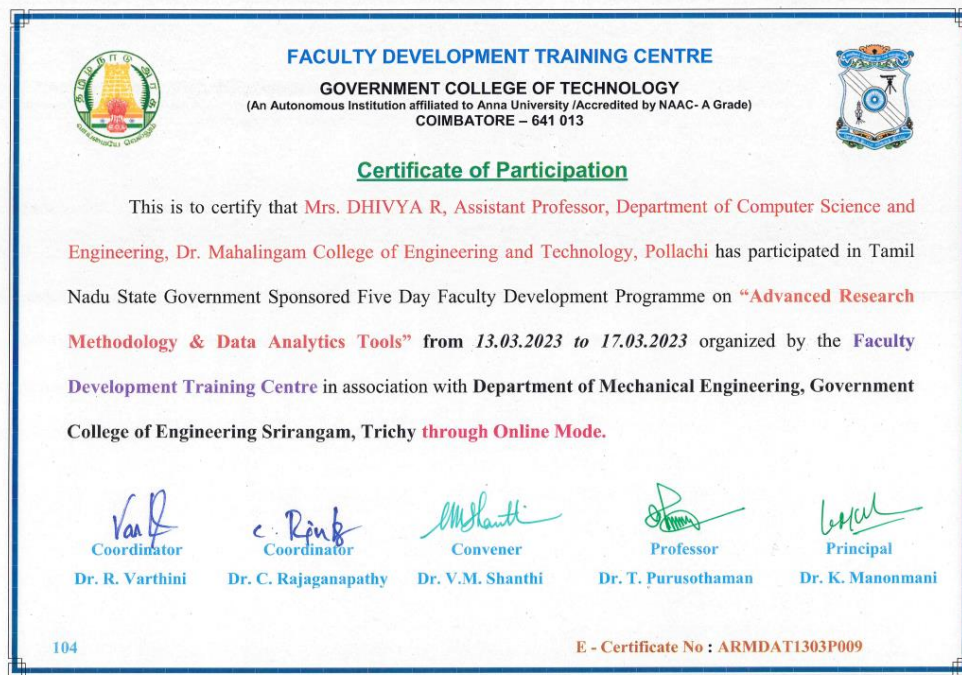 தமிழ்நாடு அரசு
வாய்மையே வெல்லும்
FACULTY DEVELOPMENT TRAINING CENTRE
GOVERNMENT COLLEGE OF TECHNOLOGY
(An Autonomous Institution affiliated to Anna University /Accredited by NAAC- A Grade)
COIMBATORE – 641 013
Certificate of Participation
This is to certify that Mrs. DHIVYA R, Assistant Professor, Department of Computer Science and
Engineering, Dr. Mahalingam College of Engineering and Technology, Pollachi has participated in Tamil
Nadu State Government Sponsored Five Day Faculty Development Programme on “Advanced Research
Methodology & Data Analytics Tools” from 13.03.2023 to 17.03.2023 organized by the Faculty
Development Training Centre in association with Department of Mechanical Engineering, Government
College of Engineering Srirangam, Trichy through Online Mode.
Coordinator Coordinator Convener Professor Principal
Dr. R. Varthini Dr. C. Rajaganapathy Dr. V.M. Shanthi Dr. T. Purusothaman Dr. K. Manonmani
104 E - Certificate No : ARMDAT1303P009